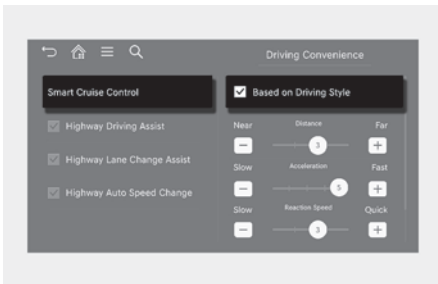 Driving Convenience
Smart Cruise Control
Highway Driving Assist
Highway Lane Change Assist
Highway Auto Speed Change
Based on Driving Style
Near Distance Far
3
Slow Acceleration Fast
5
Slow Reaction Speed Quick
3